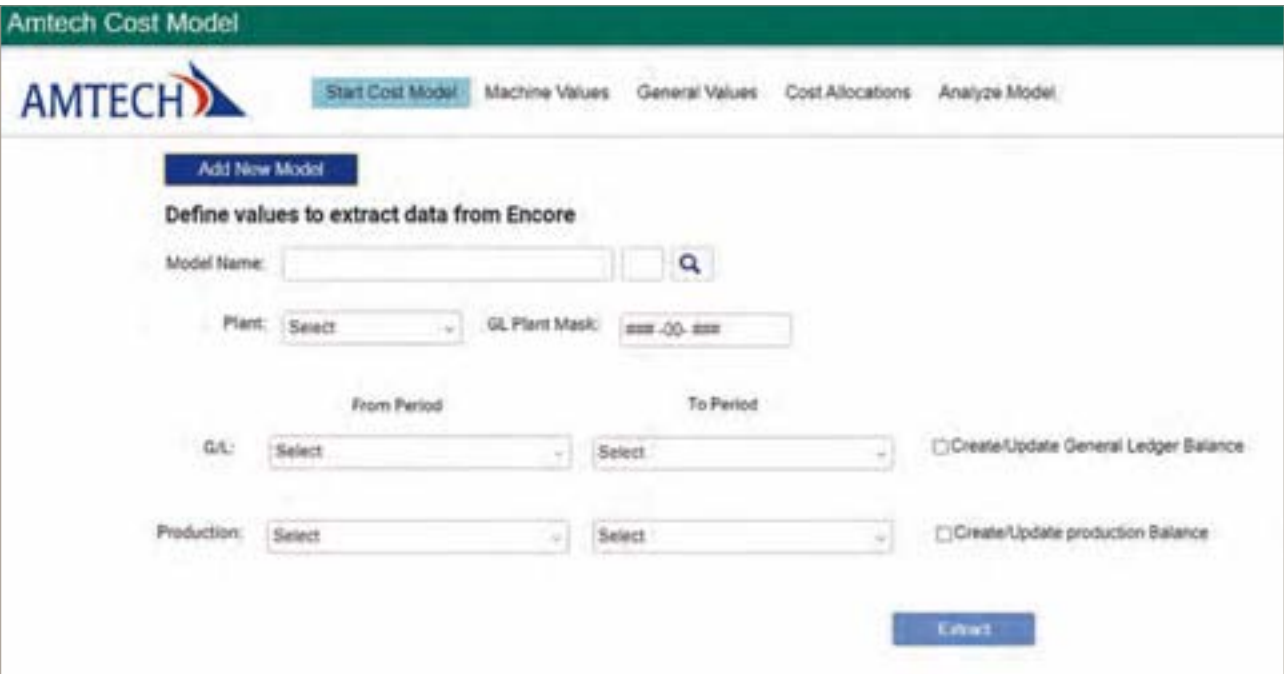 Amtech Cost Model
AMTECH Start Cost Model Machine Values General Values Cost Allocations Analyze Model
Add New Model
Define values to extract data from Encore
Model Name:
Plant: Select GL Plant Mask: ### -00- ###
From Period To Period
G/L: Select Select Create/Update General Ledger Balance
Production: Select Select Create/Update production Balance
Extract